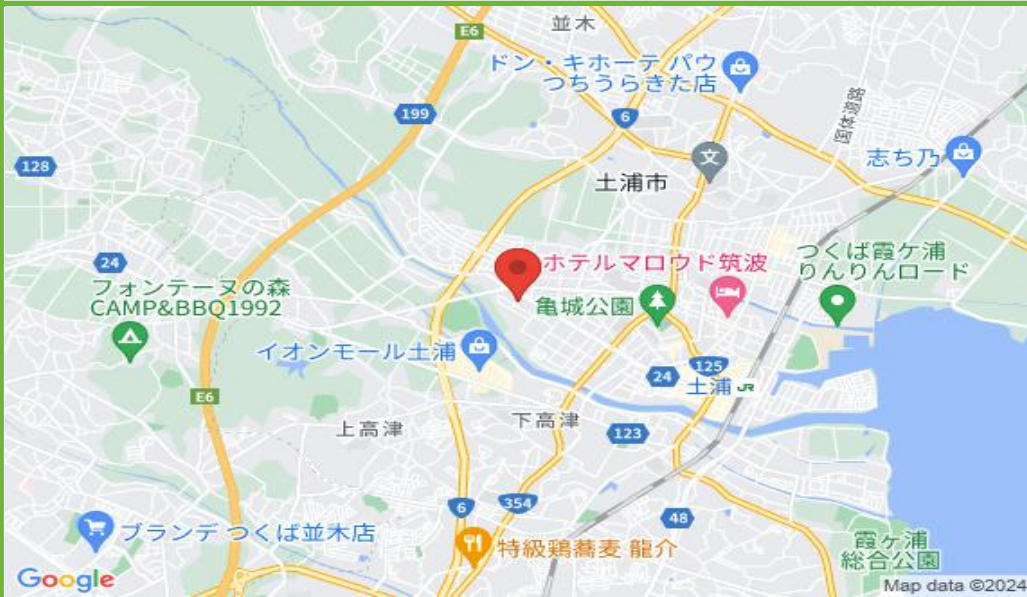 並木
E6
ドン・キホーテ パウ
つちうらきた店
199
6
国体道路
128
文
志ち乃
土浦市
24
つくば霞ケ浦
りんりんロード
ホテルマロウド筑波
フォンテーヌの森
CAMP&BBQ1992
亀城公園
イオンモール土浦
125
24
土浦 JR
E6
上高津
下高津
123
6
354
48
ブランデ つくば並木店
特級鶏蕎麦 龍介
霞ヶ浦
総合公園
Google
Map data ©2024